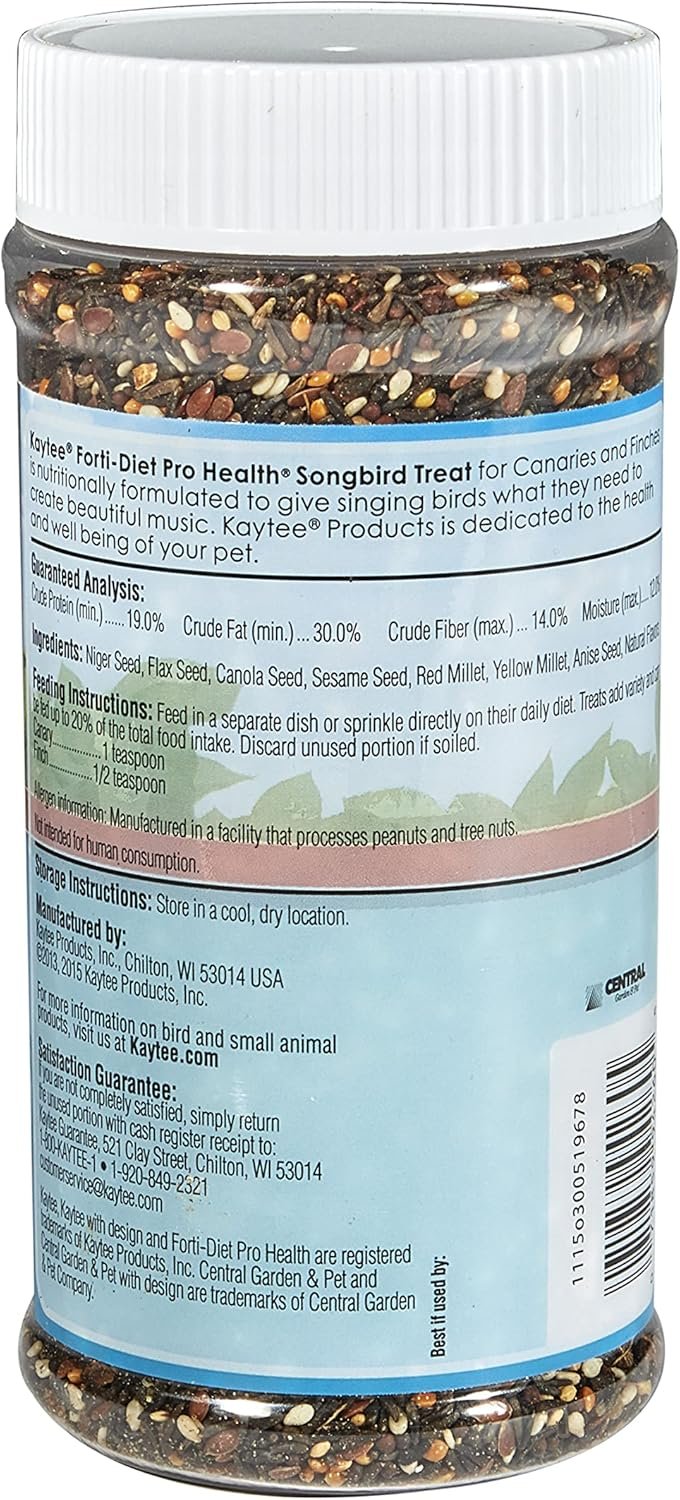 Kaytee® Forti-Diet Pro Health® Songbird Treat for Canaries and Finches
is nutritionally formulated to give singing birds what they need to
create beautiful music. Kaytee® Products is dedicated to the health
and well being of your pet.
Guaranteed Analysis:
Crude Protein (min.)...... 19.0% Crude Fat (min.)... 30.0% Crude Fiber (max.)... 14.0% Moisture (max.)... 12.0%
Ingredients: Niger Seed, Flax Seed, Canola Seed, Sesame Seed, Red Millet, Yellow Millet, Anise Seed, Natural
Feeding Instructions: Feed in a separate dish or sprinkle directly on their daily diet. Treats add variety and can
be fed up to 20% of the total food intake. Discard unused portion if soiled.
Canary...............1 teaspoon
Finch.............1/2 teaspoon
Allergen information: Manufactured in a facility that processes peanuts and tree nuts.
Not intended for human consumption.
Storage Instructions: Store in a cool, dry location.
Manufactured by:
Kaytee Products, Inc., Chilton, WI 53014 USA
©2013, 2015 Kaytee Products, Inc.
For more information on bird and small animal
products, visit us at Kaytee.com
Satisfaction Guarantee:
If you are not completely satisfied, simply return
the unused portion with cash register receipt to:
Kaytee Guarantee, 521 Clay Street, Chilton, WI 53014
1-800-KAYTEE-1 • 1-920-849-2321
customerservice@kaytee.com
Kaytee, Kaytee with design and Forti-Diet Pro Health are registered
trademarks of Kaytee Products, Inc. Central Garden & Pet and
Central Garden & Pet with design are trademarks of Central Garden
& Pet Company.
Best if used by:
CENTRAL
Garden & Pet
1115o300519678